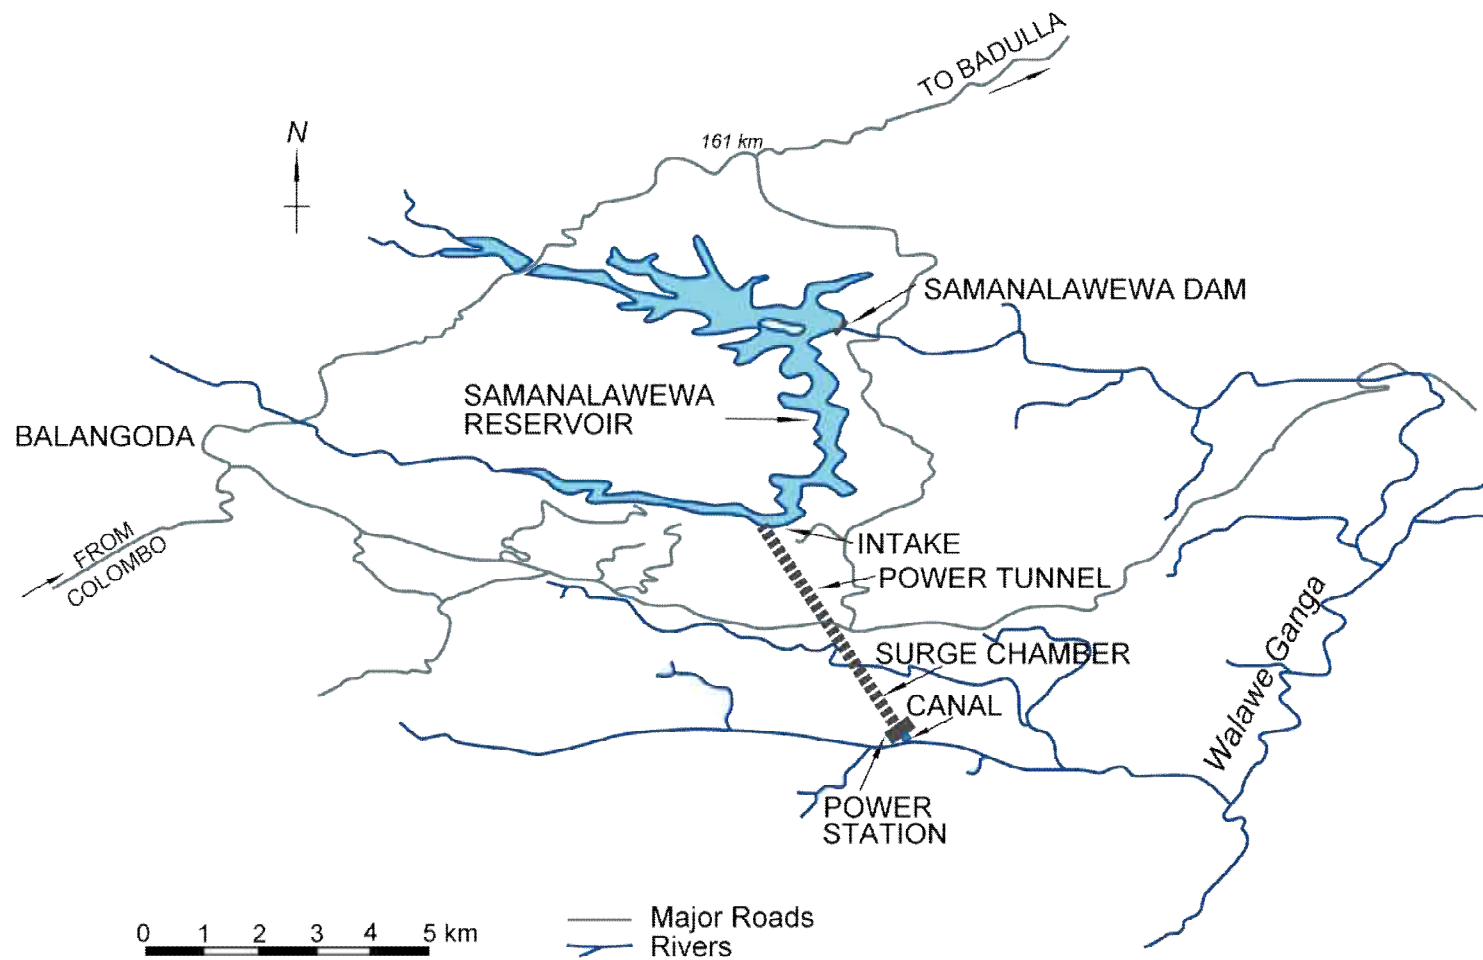 TO BADULLA
161 km
N
SAMANALAWEWA DAM
SAMANALAWEWA
RESERVOIR
BALANGODA
FROM
COLOMBO
INTAKE
POWER TUNNEL
SURGE CHAMBER
CANAL
Walawe Ganga
POWER
STATION
0 1 2 3 4 5 km
Major Roads
Rivers